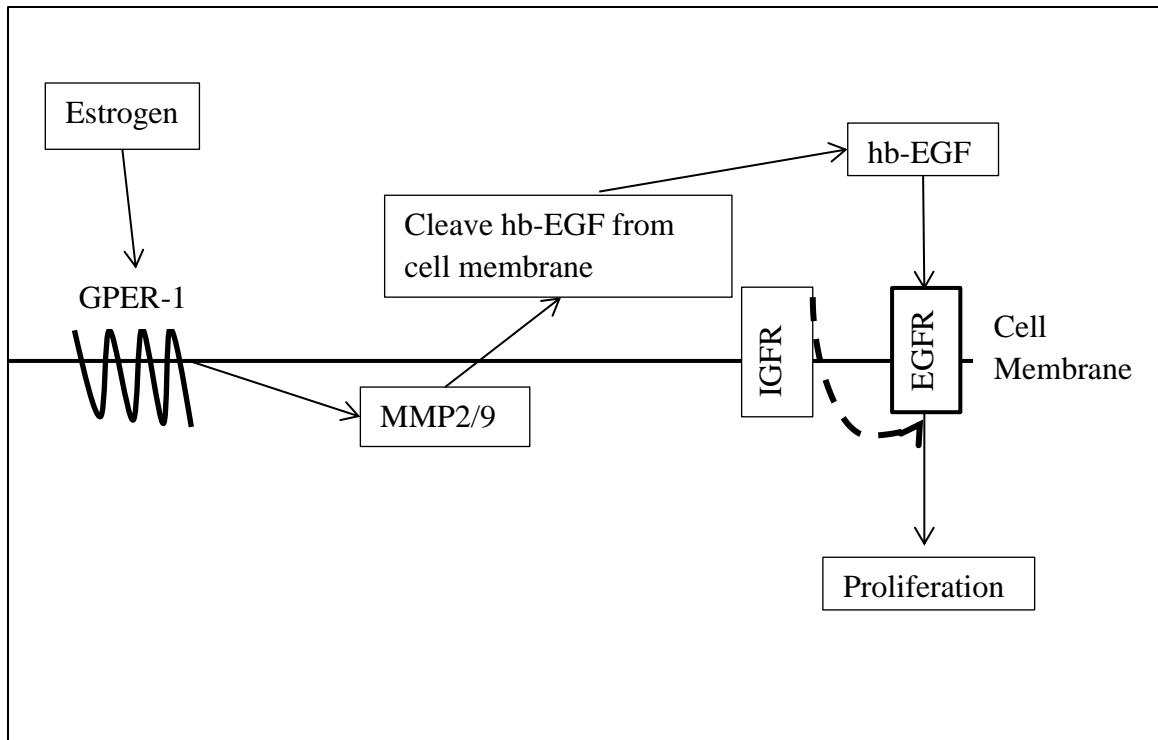 Estrogen
GPER-1
MMP2/9
Cleave hb-EGF from
cell membrane
hb-EGF
IGFR
EGFR
Cell
Membrane
Proliferation